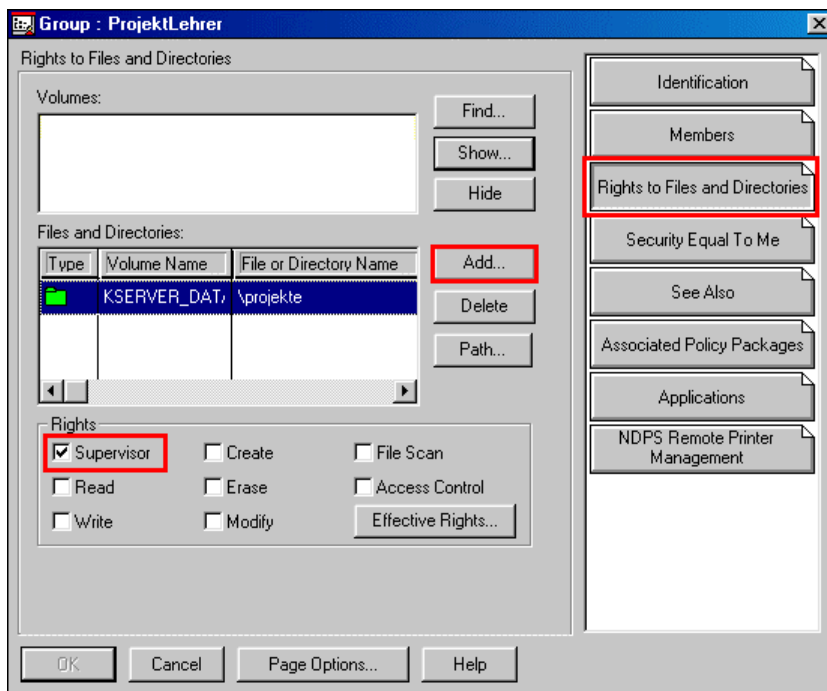 Group : ProjektLehrer
Rights to Files and Directories
Volumes:
Find...
Show...
Hide
Files and Directories:
Type Volume Name File or Directory Name
KSERVER_DAT \projekte
Add...
Delete
Path...
Rights
Supervisor Create File Scan
Read Erase Access Control
Write Modify Effective Rights...
Identification
Members
Rights to Files and Directories
Security Equal To Me
See Also
Associated Policy Packages
Applications
NDPS Remote Printer
Management
OK Cancel Page Options... Help